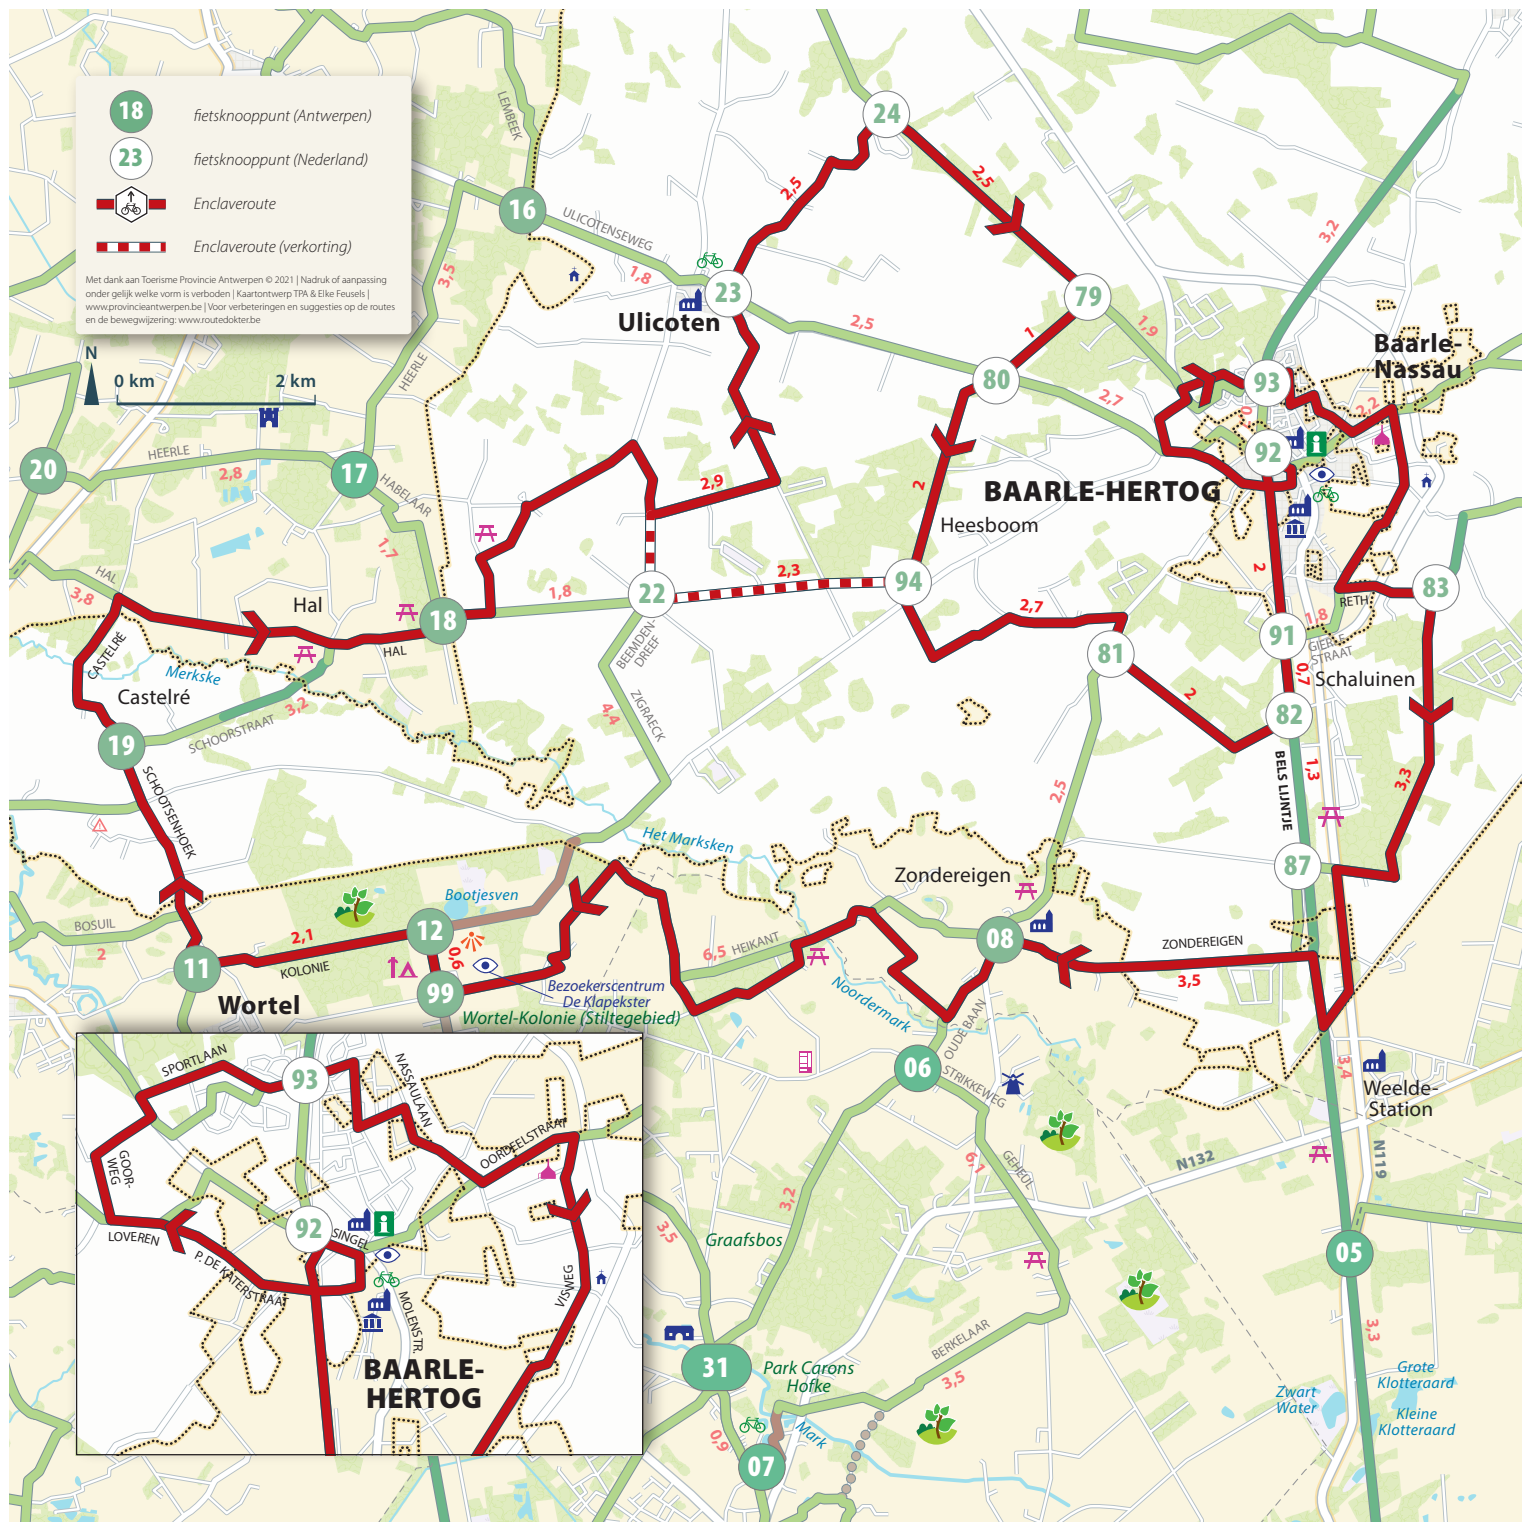 18
fietsknooppunt (Antwerpen)
23
fietsknooppunt (Nederland)
Enclaveroute
Enclaveroute (verkorting)
Met dank aan Toerisme Provincie Antwerpen © 2021 | Nadruk of aanpassing
onder gelijk welke vorm is verboden | Kaartontwerp TPA & Elke Feusels |
www.provincieantwerpen.be | Voor verbeteringen en suggesties op de routes
en de bewegwijzering: www.routedokter.be
N
0 km
2 km
LEMBEEK
24
2,5
2,5
16
ULICOTENSEWEG
1,8
3,5
23
Ulicoten
2,5
79
1
1,9
3,2
80
2,7
HEERLE
Baarle-
Nassau
93
2,2
92
20
HEERLE
2,8
17
HABELAAR
1,7
2,9
2
BAARLE-HERTOG
Heesboom
HAL
3,8
Hal
18
HAL
1,8
22
2,3
94
2,7
2
83
RETH
1,8
91
GIERLE
STRAAT
0,7
Schaluinen
81
2
82
CASTELRÉ
Merkske
Castelré
3,2
SCHOORSTRAAT
19
BEEMDEN-
DREEF
4,4
ZIGRAECK
SCHOOTSENHOEK
BELS LIJNTJE
1,3
3,3
2,5
Het Marksken
87
Zondereigen
Bootjesven
BOSUIL
2
2,1
KOLONIE
12
0,6
11
99
Wortel
Bezoekerscentrum
De Klapekster
Wortel-Kolonie (Stiltegebied)
6,5
HEIKANT
Noordermark
08
ZONDEREIGEN
3,5
OUDE BAAN
06
STRIKKEWEG
3,4
Weelde-
Station
N132
N119
6,1
GEHEUL
3,2
3,5
Graafsbos
05
3,3
31
Park Carons
Hofke
BERKELAAR
3,5
Mark
0,9
07
Zwart
Water
Grote
Klotteraard
Kleine
Klotteraard
SPORTLAAN
93
NASSAULAAN
OORDEELSTRAAT
GOOR-
WEG
LOVEREN
P. DE KATERSTRAAT
92
SINGEL
MOLENSTR.
VISWEG
BAARLE-
HERTOG